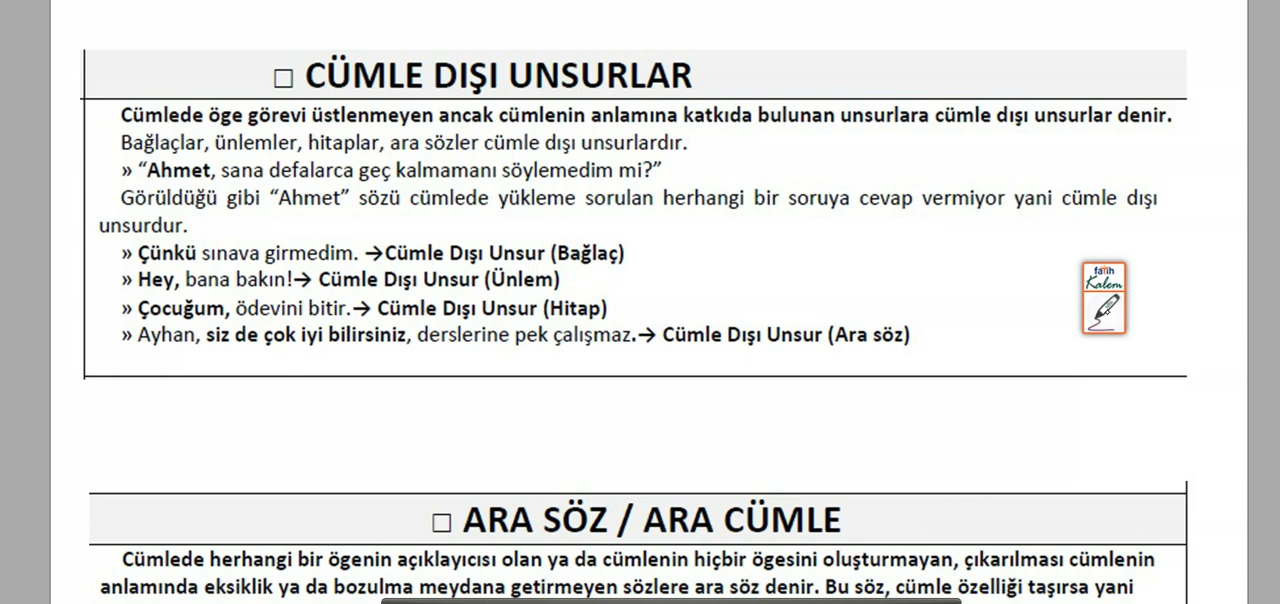 □ CÜMLE DIŞI UNSURLAR
Cümlede öge görevi üstlenmeyen ancak cümlenin anlamına katkıda bulunan unsurlara cümle dışı unsurlar denir.
Bağlaçlar, ünlemler, hitaplar, ara sözler cümle dışı unsurlardır.
» “Ahmet, sana defalarca geç kalmamanı söylemedim mi?”
Görüldüğü gibi “Ahmet” sözü cümlede yükleme sorulan herhangi bir soruya cevap vermiyor yani cümle dışı
unsurdur.
» Çünkü sınava girmedim. →Cümle Dışı Unsur (Bağlaç)
» Hey, bana bakın!→ Cümle Dışı Unsur (Ünlem)
» Çocuğum, ödevini bitir.→ Cümle Dışı Unsur (Hitap)
» Ayhan, siz de çok iyi bilirsiniz, derslerine pek çalışmaz.→ Cümle Dışı Unsur (Ara söz)
fatih
Kalem
□ ARA SÖZ / ARA CÜMLE
Cümlede herhangi bir ögenin açıklayıcısı olan ya da cümlenin hiçbir ögesini oluşturmayan, çıkarılması cümlenin
anlamında eksiklik ya da bozulma meydana getirmeyen sözlere ara söz denir. Bu söz, cümle özelliği taşırsa yani